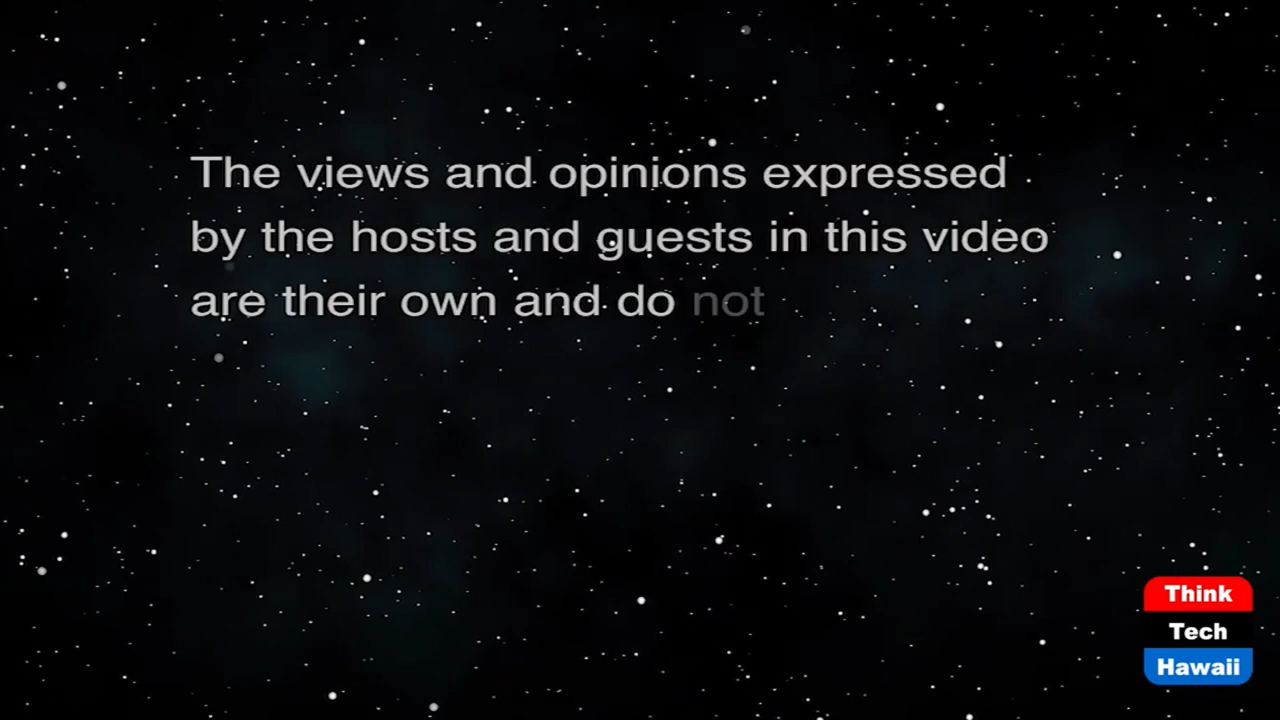 The views and opinions expressed
by the hosts and guests in this video
are their own and do not
Think
Tech
Hawaii